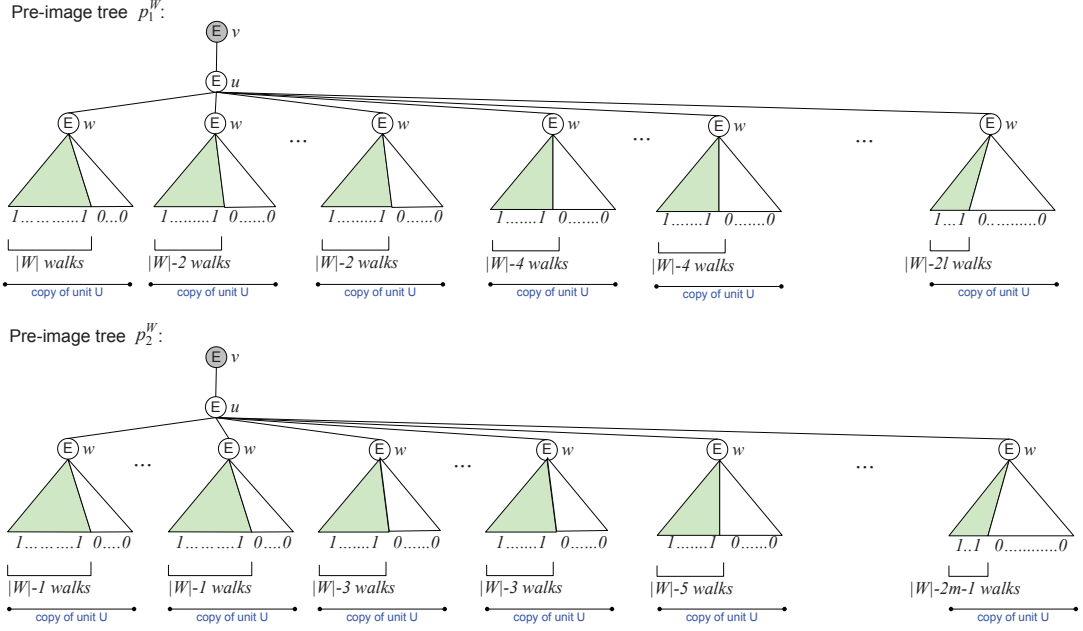 Pre-image tree p_1^W:
E v
E u
E w E w ... E w E w ... E w ... E w
1... ... ....1 0...0 1.........1 0......0 1.........1 0......0 1.......1 0.......0 1.......1 0.......0 1...1 0...........0
|W| walks |W|-2 walks |W|-2 walks |W|-4 walks |W|-4 walks |W|-2l walks
copy of unit U copy of unit U copy of unit U copy of unit U copy of unit U copy of unit U
Pre-image tree p_2^W:
E v
E u
E w ... E w E w ... E w E w ... E w
1... ... ....1 0....0 1... ... ....1 0....0 1.......1 0......0 1.......1 0......0 1.......1 0......0 1..1 0............0
|W|-1 walks |W|-1 walks |W|-3 walks |W|-3 walks |W|-5 walks |W|-2m-1 walks
copy of unit U copy of unit U copy of unit U copy of unit U copy of unit U copy of unit U